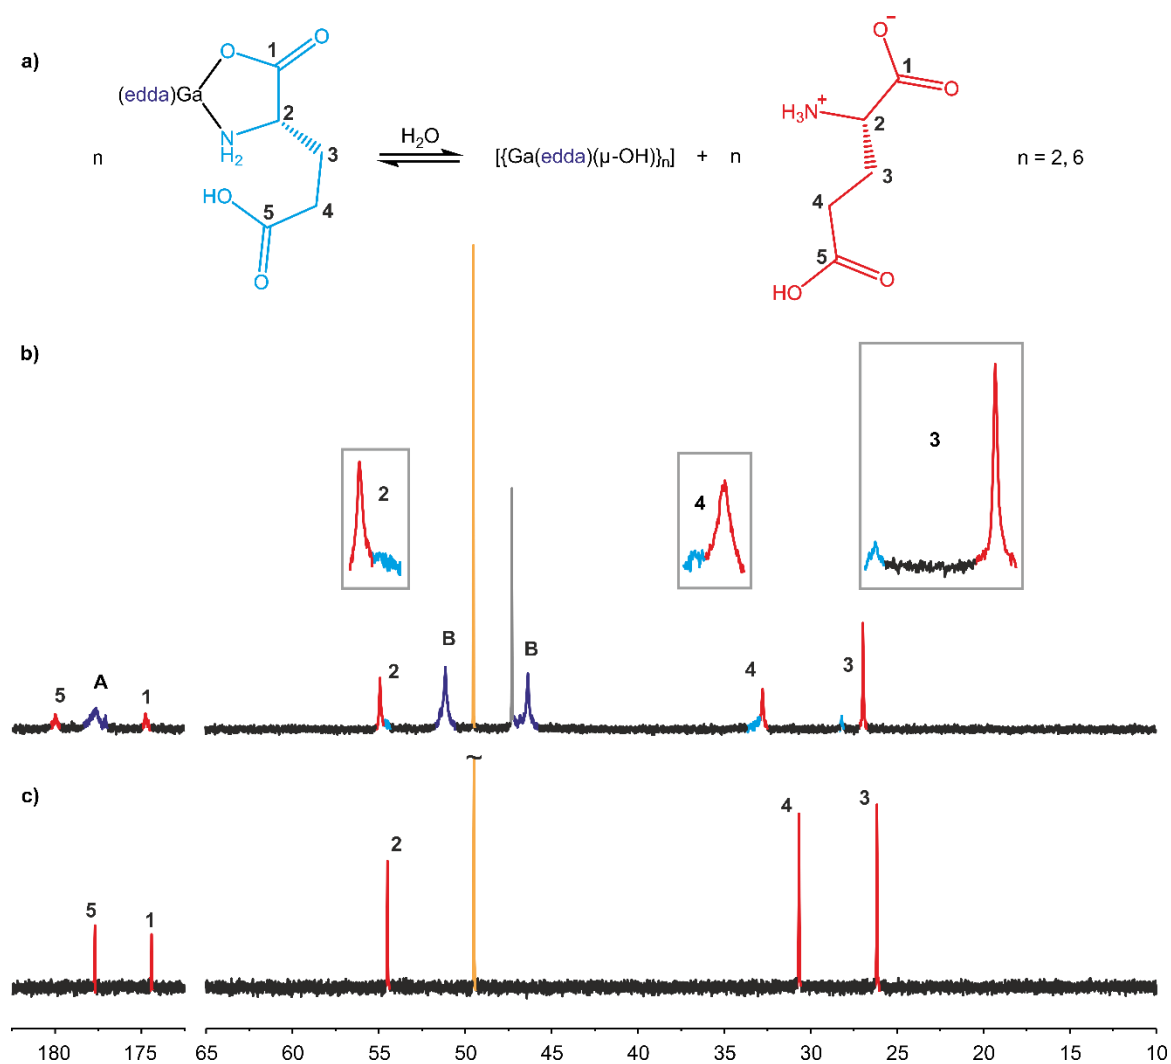 a)
O
1
O
(edda)Ga
2
N
H₂
3
HO
5
4
O
n
H₂O
[{Ga(edda)(µ-OH)}ₙ] + n
O⁻
1
O
H₃N⁺
2
3
4
5
HO
O
n = 2, 6
b)
2
4
3
5
A
1
2
B
B
4
3
~
c)
5
1
2
4
3
180 175 65 60 55 50 45 40 35 30 25 20 15 10